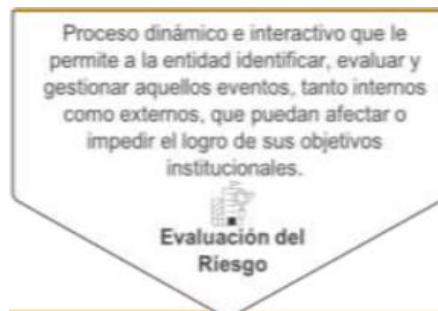 Proceso dinámico e interactivo que le
permite a la entidad identificar, evaluar y
gestionar aquellos eventos, tanto internos
como externos, que puedan afectar o
impedir el logro de sus objetivos
institucionales.
Evaluación del
Riesgo